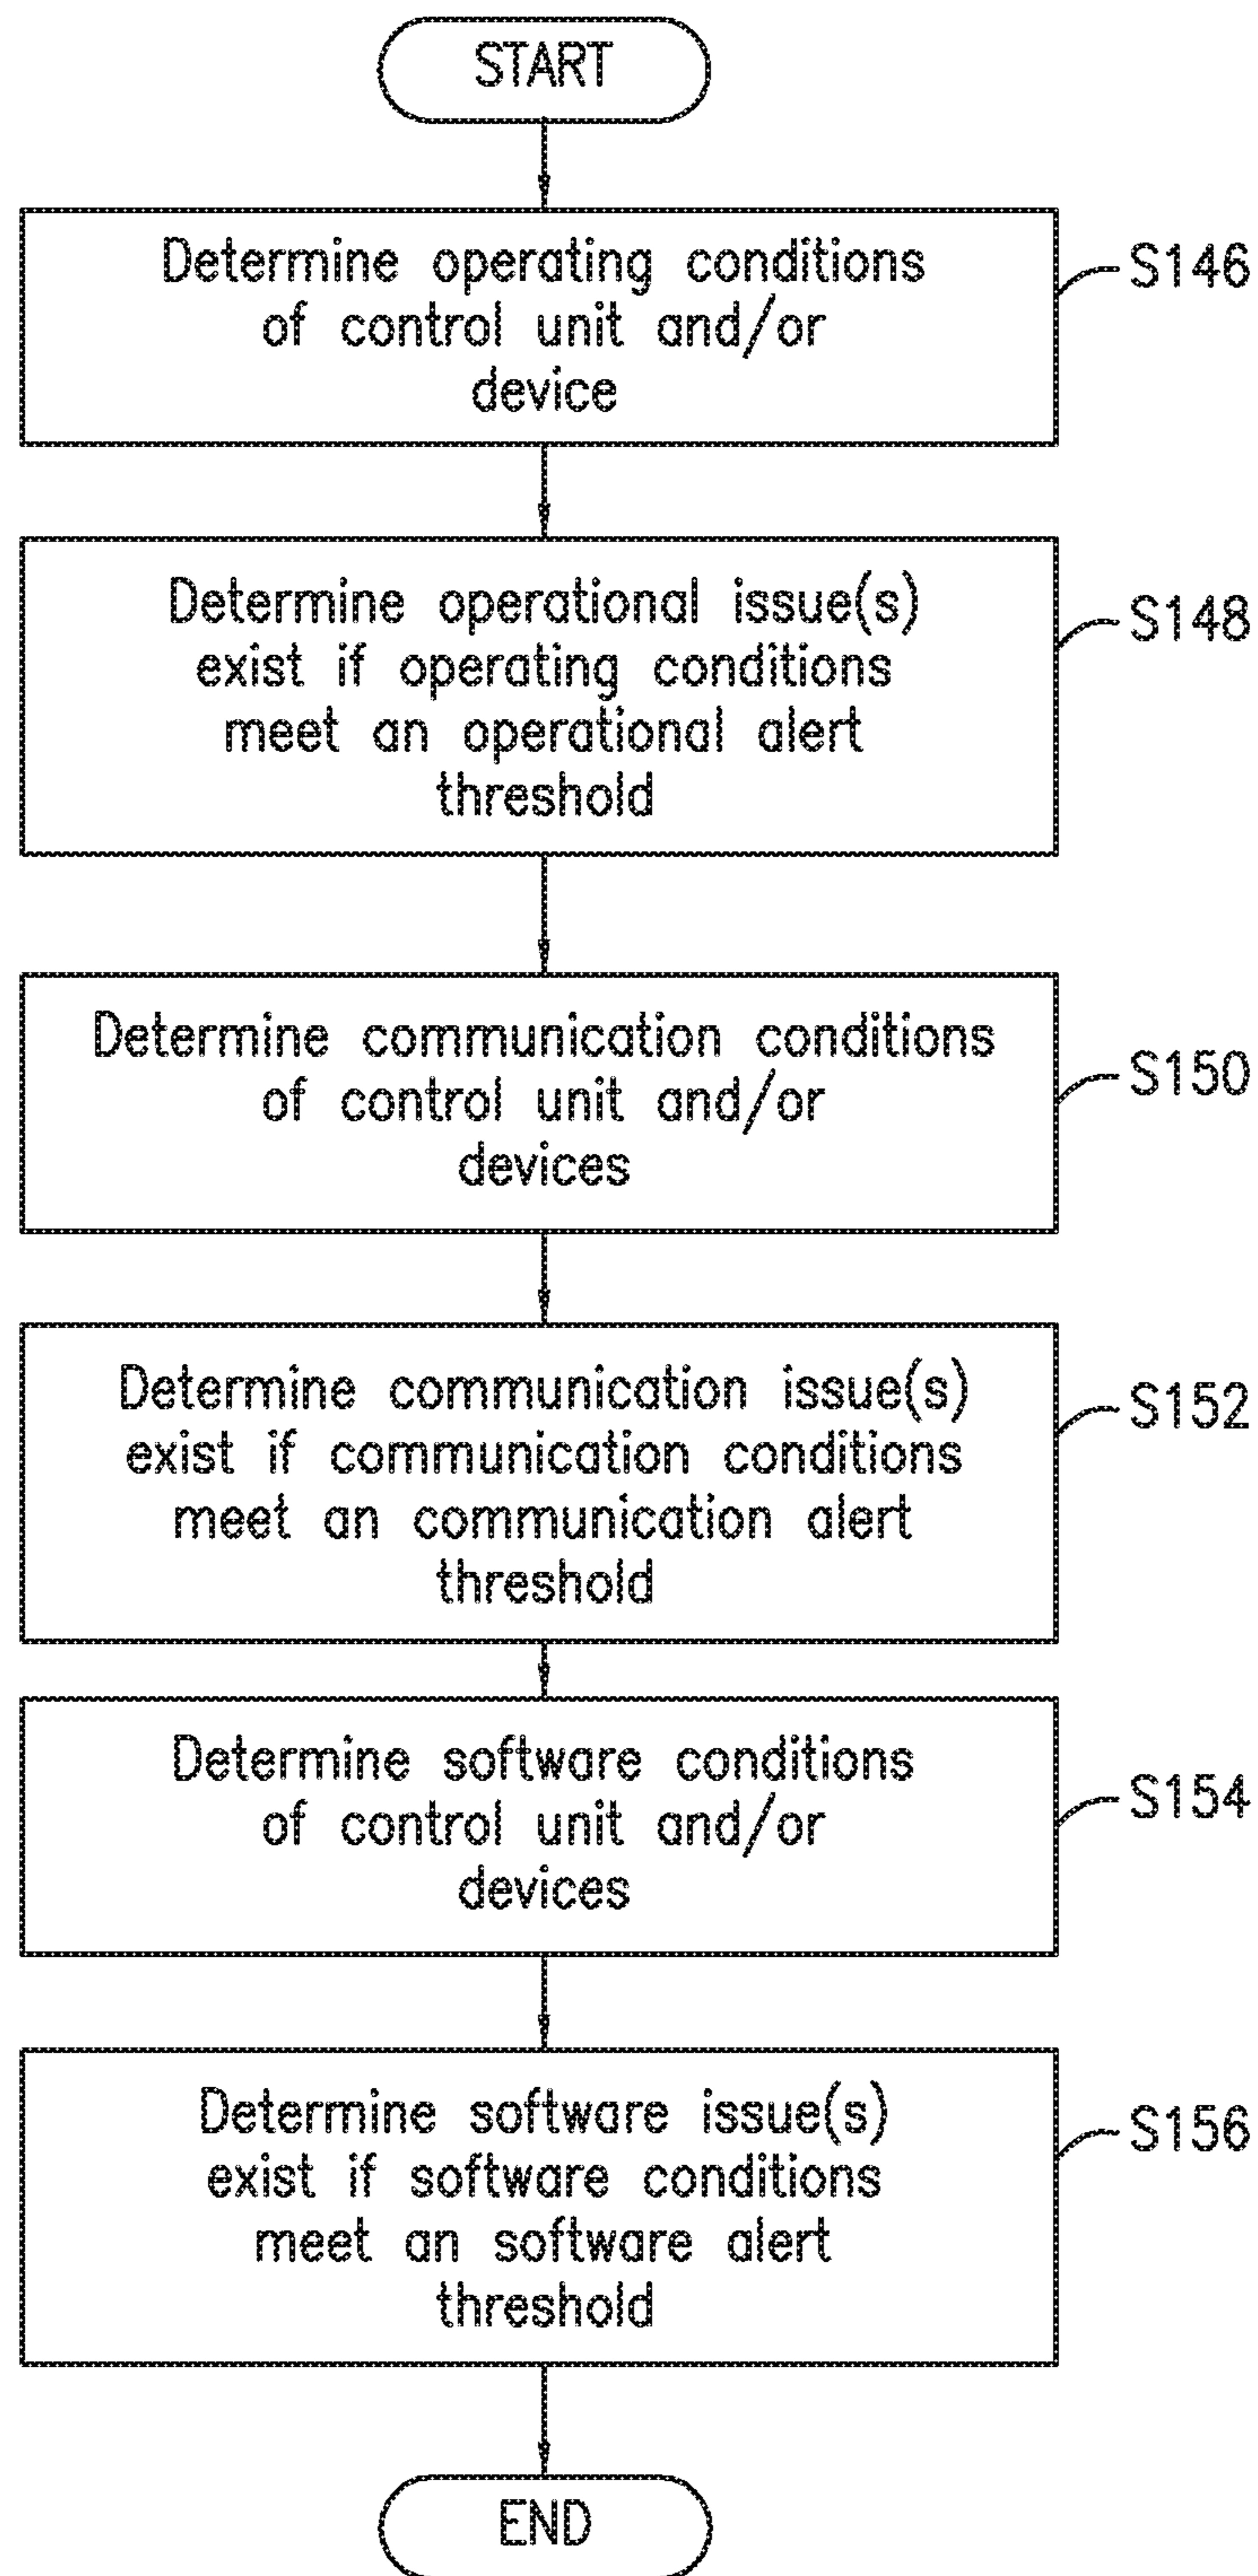 START
Determine operating conditions
of control unit and/or
device
S146
Determine operational issue(s)
exist if operating conditions
meet an operational alert
threshold
S148
Determine communication conditions
of control unit and/or
devices
S150
Determine communication issue(s)
exist if communication conditions
meet an communication alert
threshold
S152
Determine software conditions
of control unit and/or
devices
S154
Determine software issue(s)
exist if software conditions
meet an software alert
threshold
S156
END